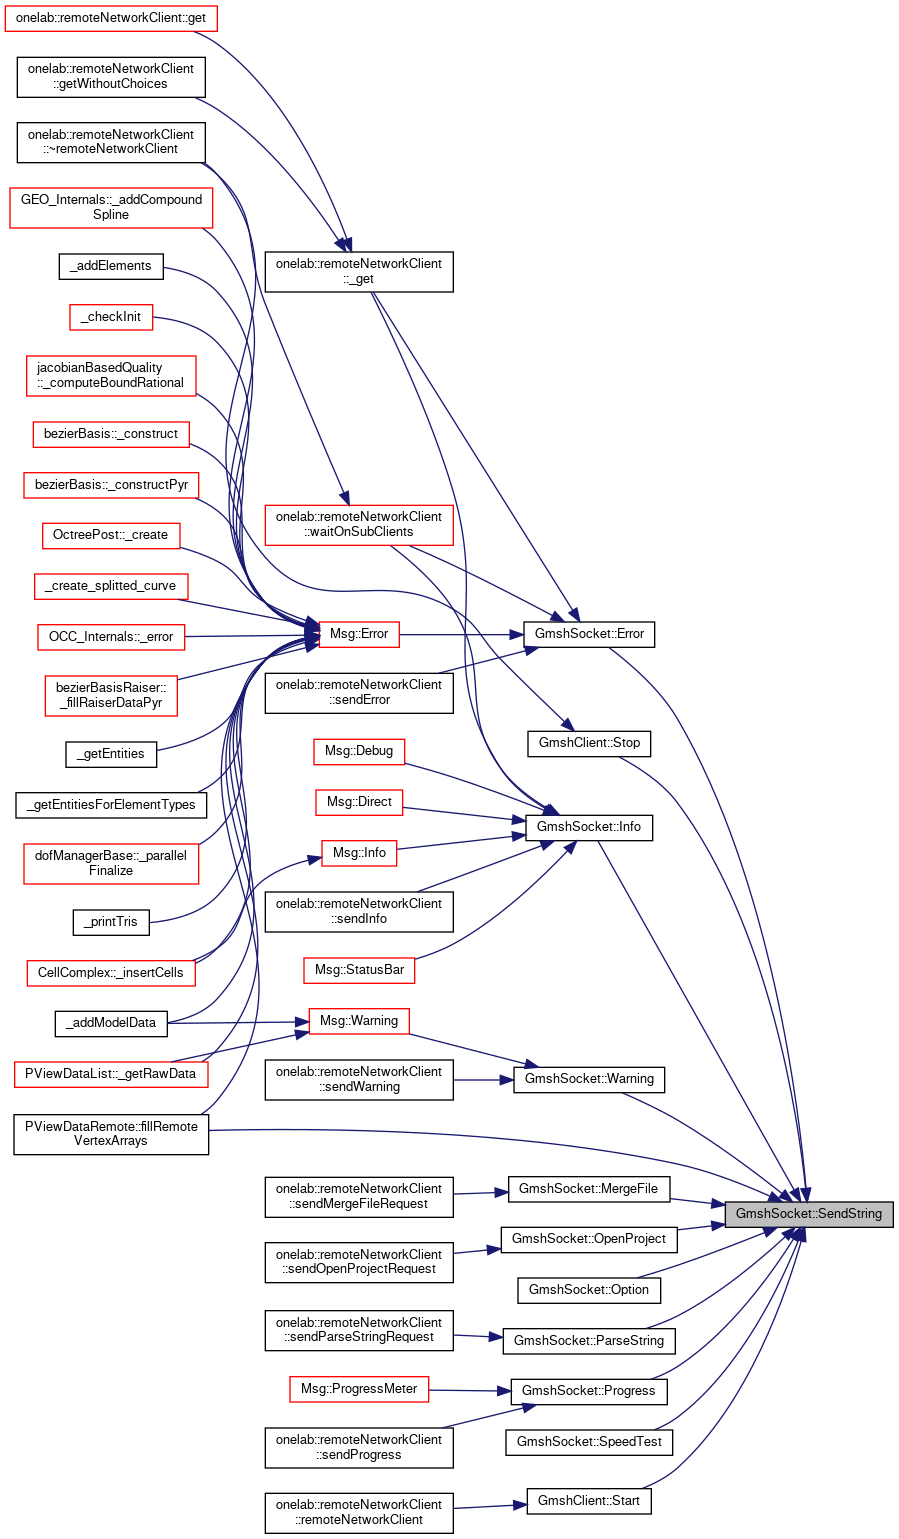 onelab::remoteNetworkClient::get
onelab::remoteNetworkClient
::getWithoutChoices
onelab::remoteNetworkClient
::~remoteNetworkClient
GEO_Internals::_addCompound
Spline
_addElements
_checkInit
jacobianBasedQuality
::_computeBoundRational
bezierBasis::_construct
bezierBasis::_constructPyr
OctreePost::_create
_create_splitted_curve
OCC_Internals::_error
bezierBasisRaiser::
_fillRaiserDataPyr
_getEntities
_getEntitiesForElementTypes
dofManagerBase::_parallel
Finalize
_printTris
CellComplex::_insertCells
_addModelData
PViewDataList::_getRawData
PViewDataRemote::fillRemote
VertexArrays
onelab::remoteNetworkClient
::_get
onelab::remoteNetworkClient
::waitOnSubClients
Msg::Error
onelab::remoteNetworkClient
::sendError
Msg::Debug
Msg::Direct
Msg::Info
onelab::remoteNetworkClient
::sendInfo
Msg::StatusBar
Msg::Warning
onelab::remoteNetworkClient
::sendWarning
onelab::remoteNetworkClient
::sendMergeFileRequest
onelab::remoteNetworkClient
::sendOpenProjectRequest
onelab::remoteNetworkClient
::sendParseStringRequest
Msg::ProgressMeter
onelab::remoteNetworkClient
::sendProgress
onelab::remoteNetworkClient
::remoteNetworkClient
GmshSocket::Error
GmshClient::Stop
GmshSocket::Info
GmshSocket::Warning
GmshSocket::MergeFile
GmshSocket::OpenProject
GmshSocket::Option
GmshSocket::ParseString
GmshSocket::Progress
GmshSocket::SpeedTest
GmshClient::Start
GmshSocket::SendString